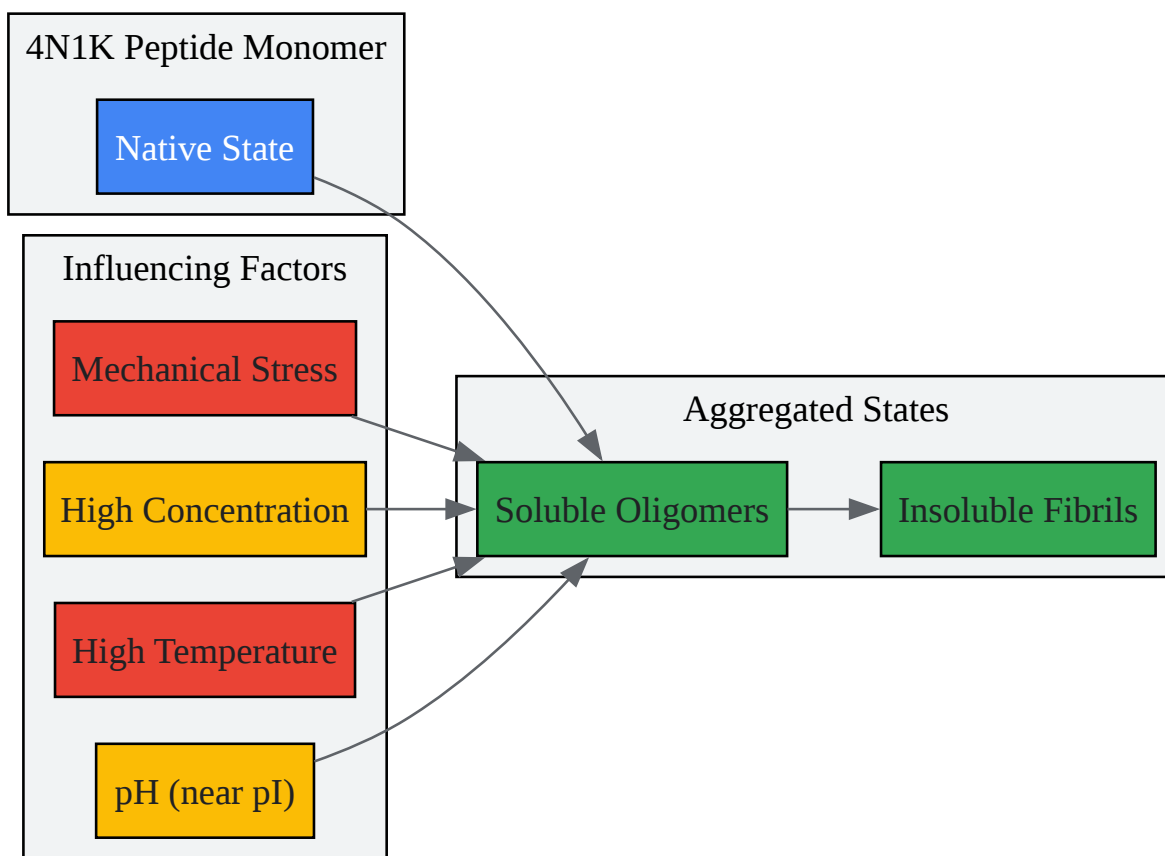 4N1K Peptide Monomer
Native State
Influencing Factors
Mechanical Stress
High Concentration
High Temperature
pH (near pI)
Aggregated States
Soluble Oligomers
Insoluble Fibrils